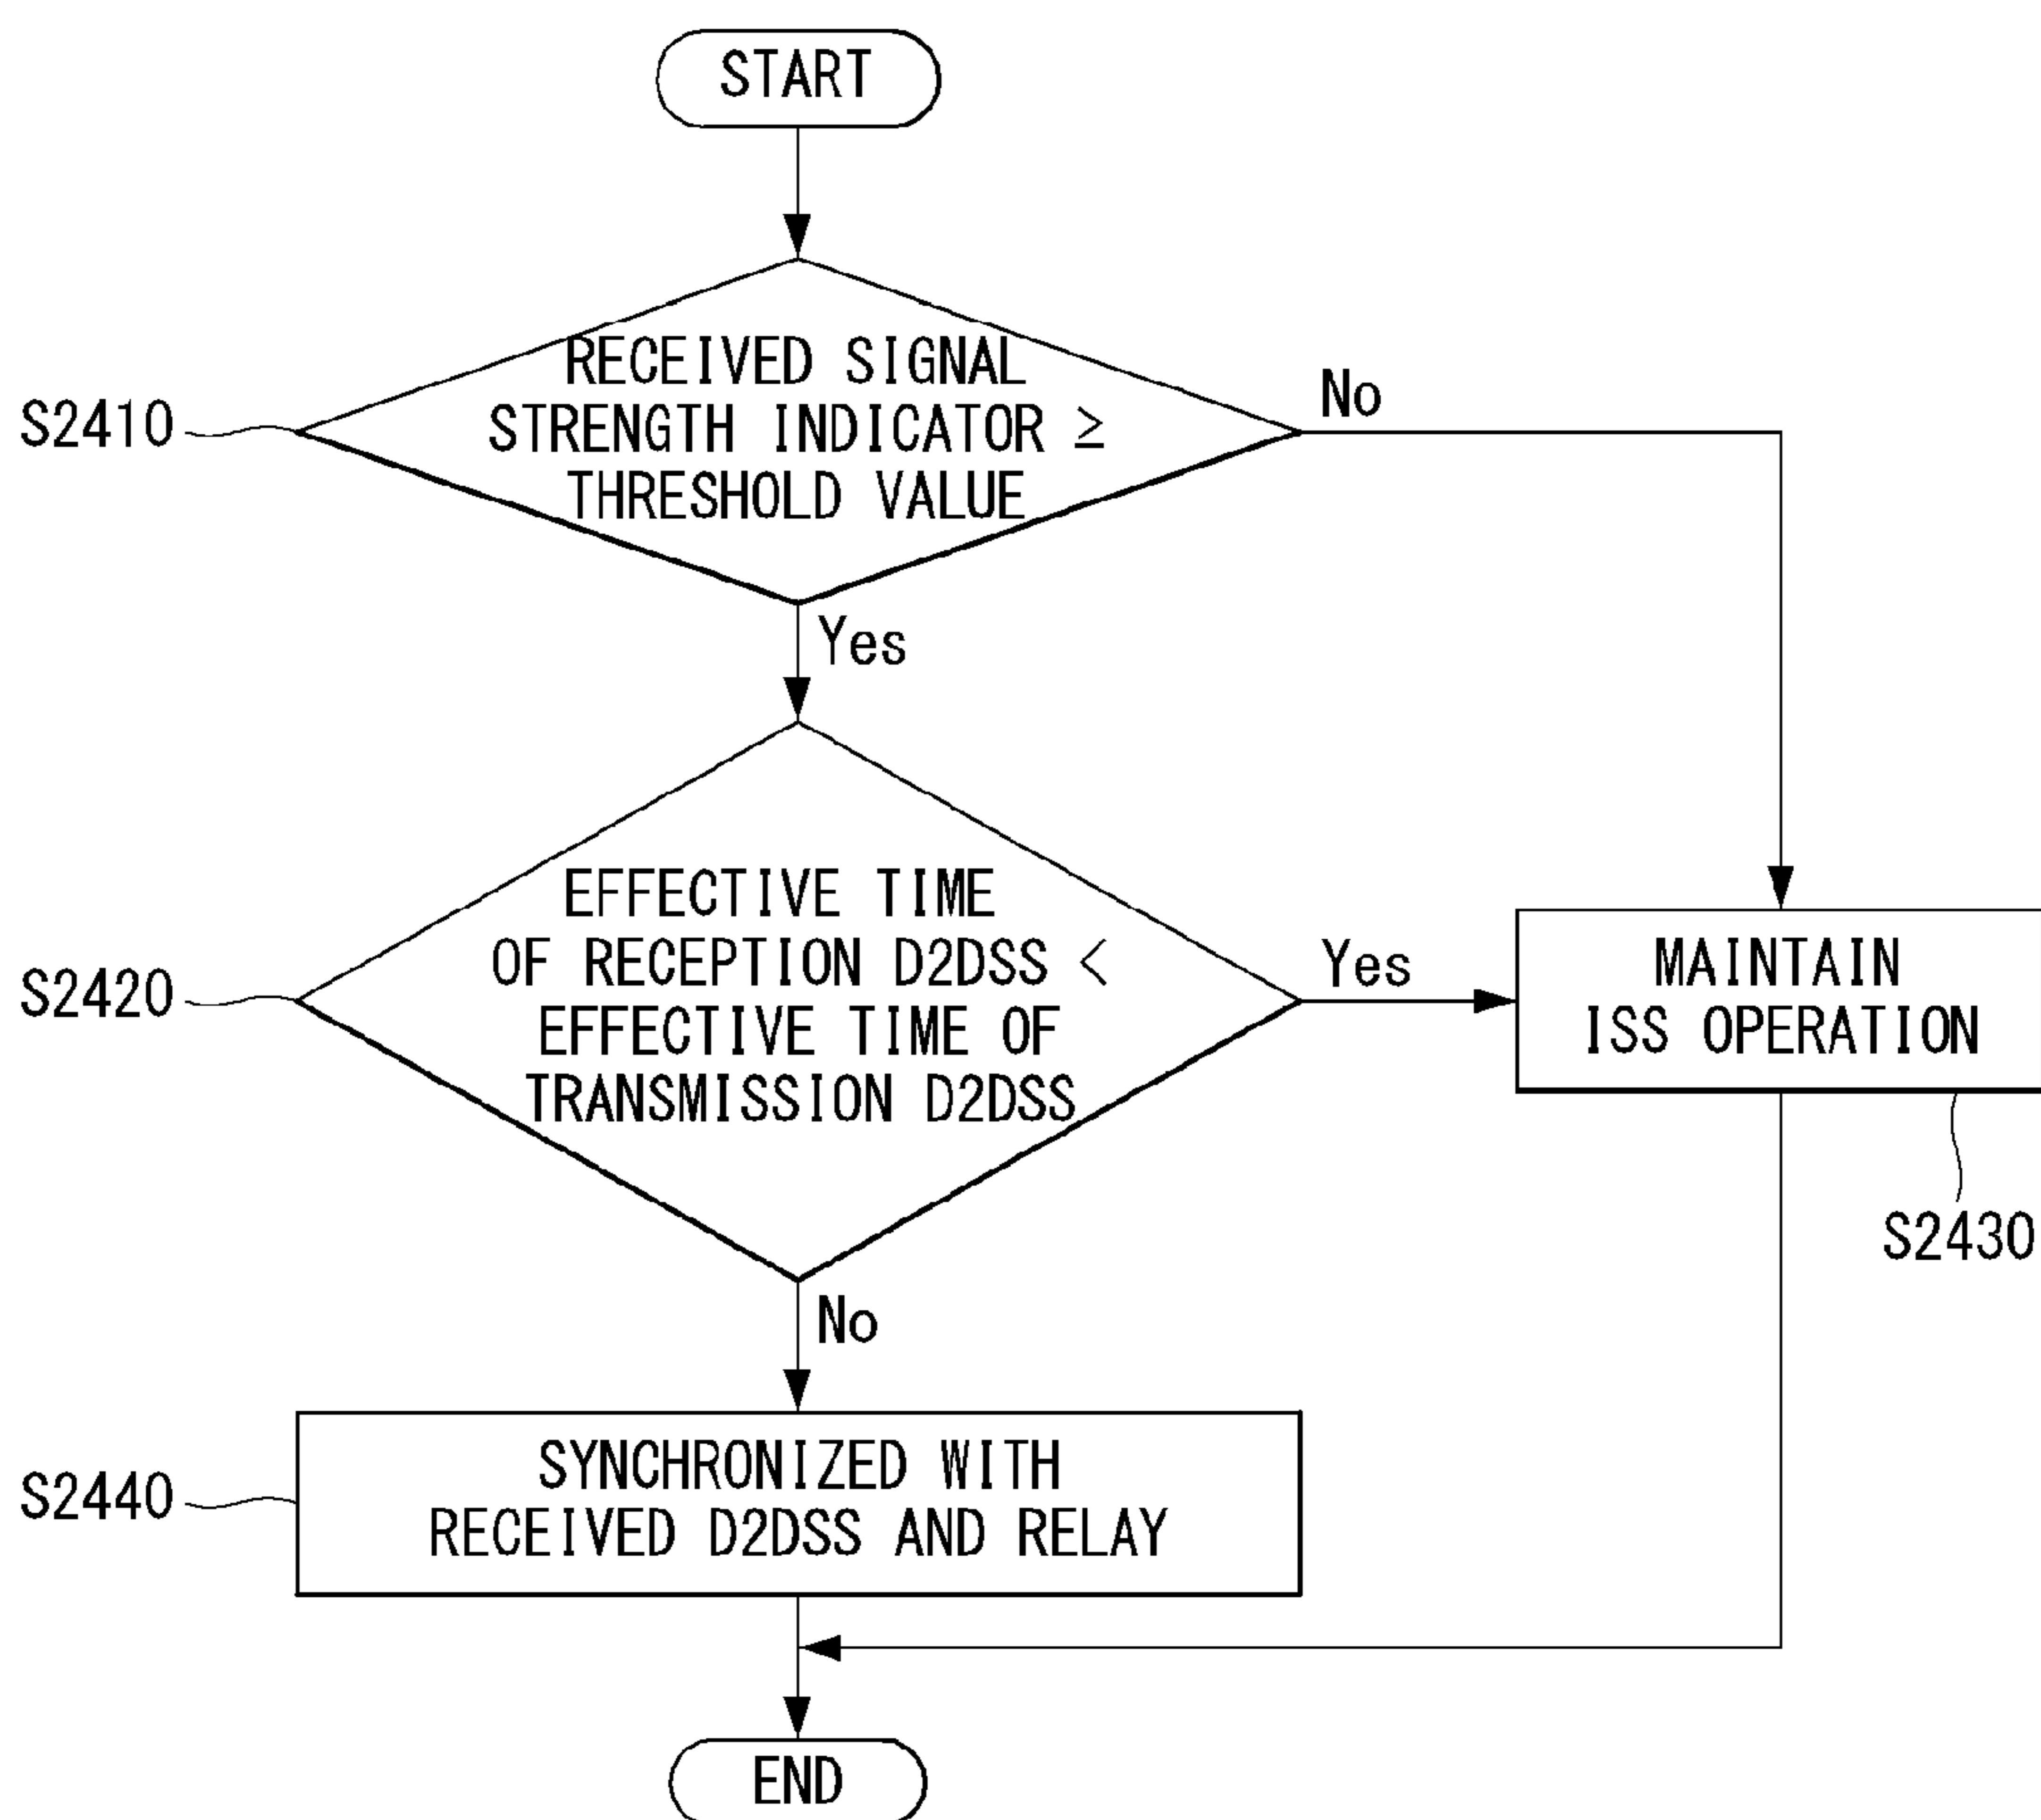 START
RECEIVED SIGNAL
STRENGTH INDICATOR ≥
THRESHOLD VALUE
S2410
No
Yes
EFFECTIVE TIME
OF RECEPTION D2DSS <
EFFECTIVE TIME OF
TRANSMISSION D2DSS
S2420
Yes
MAINTAIN
ISS OPERATION
S2430
No
SYNCHRONIZED WITH
RECEIVED D2DSS AND RELAY
S2440
END